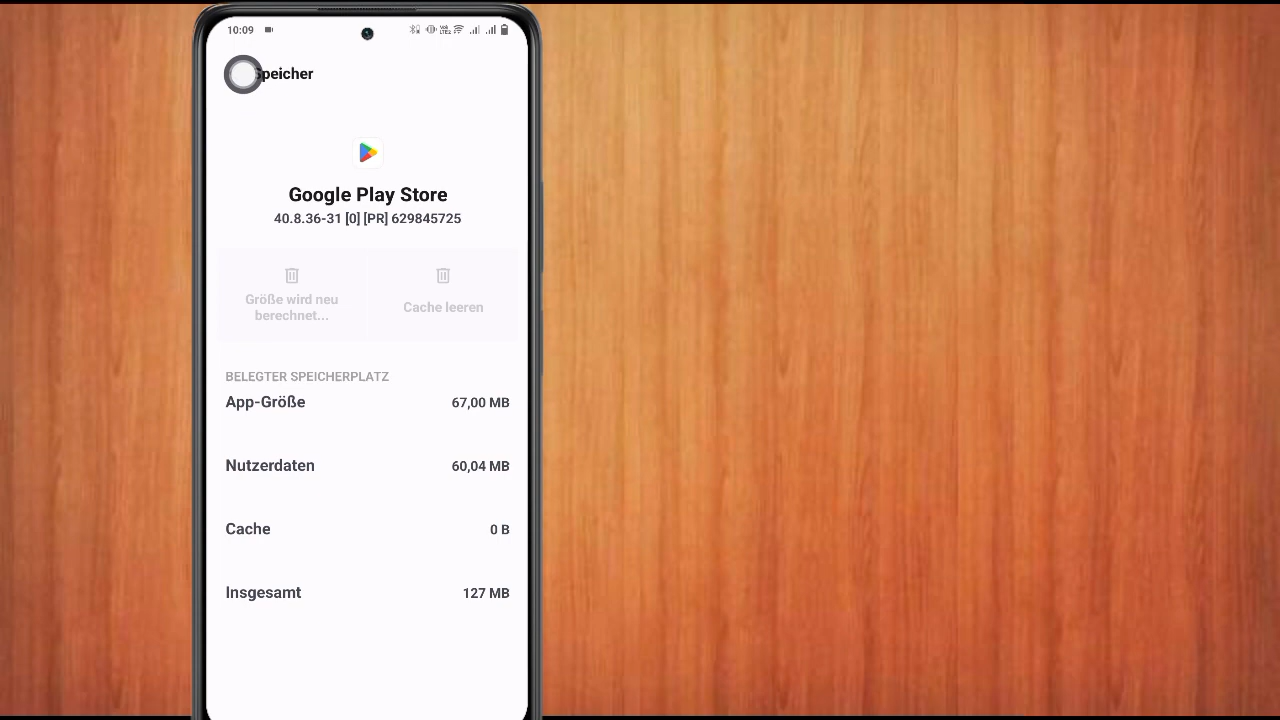 10:09
Speicher
Google Play Store
40.8.36-31 [0] [PR] 629845725
Größe wird neu
berechnet...
Cache leeren
BELEGTER SPEICHERPLATZ
App-Größe 67,00 MB
Nutzerdaten 60,04 MB
Cache 0 B
Insgesamt 127 MB